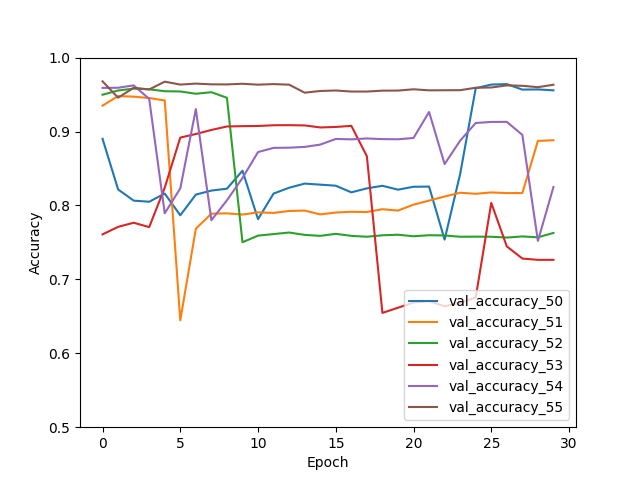 1.0
0.9
0.8
0.7
0.6
0.5
Accuracy
val_accuracy_50
val_accuracy_51
val_accuracy_52
val_accuracy_53
val_accuracy_54
val_accuracy_55
0 5 10 15 20 25 30
Epoch